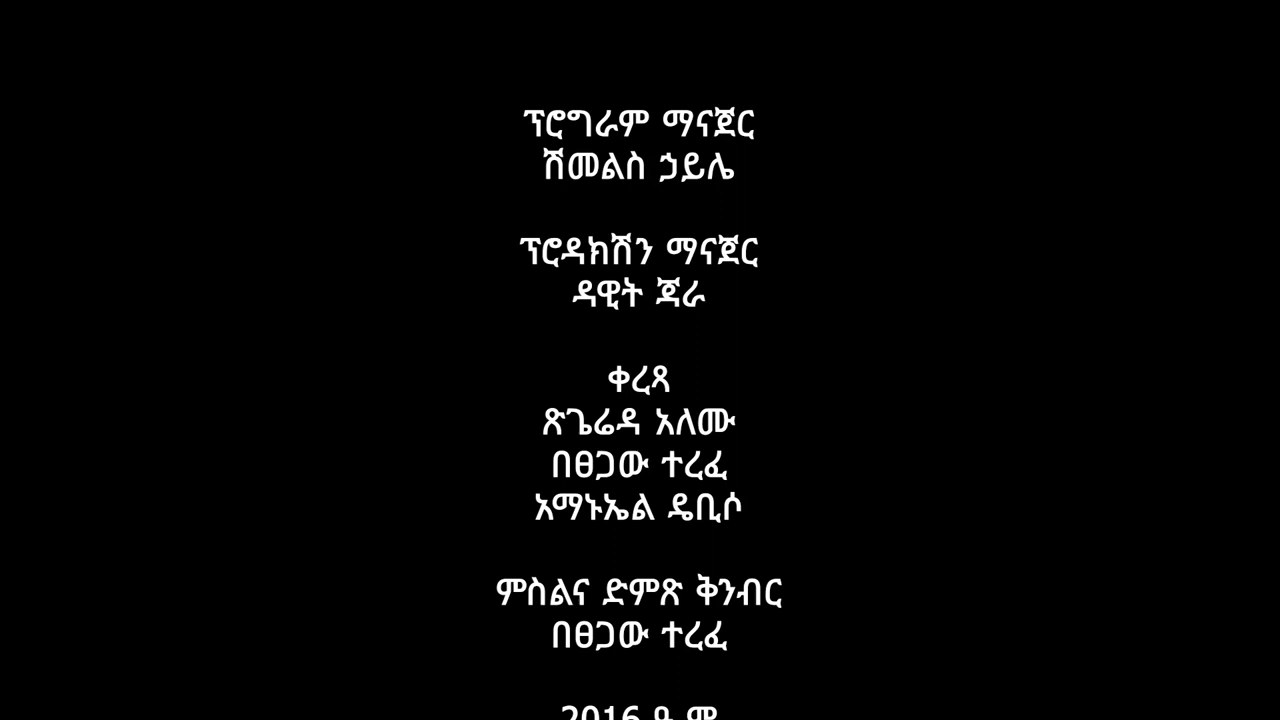 ፕሮግራም ማናጀር
ሽመልስ ኃይሌ
ፕሮዳክሽን ማናጀር
ዳዊት ጃራ
ቀረጻ
ጽጌሬዳ አለሙ
በፀጋው ተረፈ
አማኑኤል ዴቢሶ
ምስልና ድምጽ ቅንብር
በፀጋው ተረፈ
2016 ዓ.ም